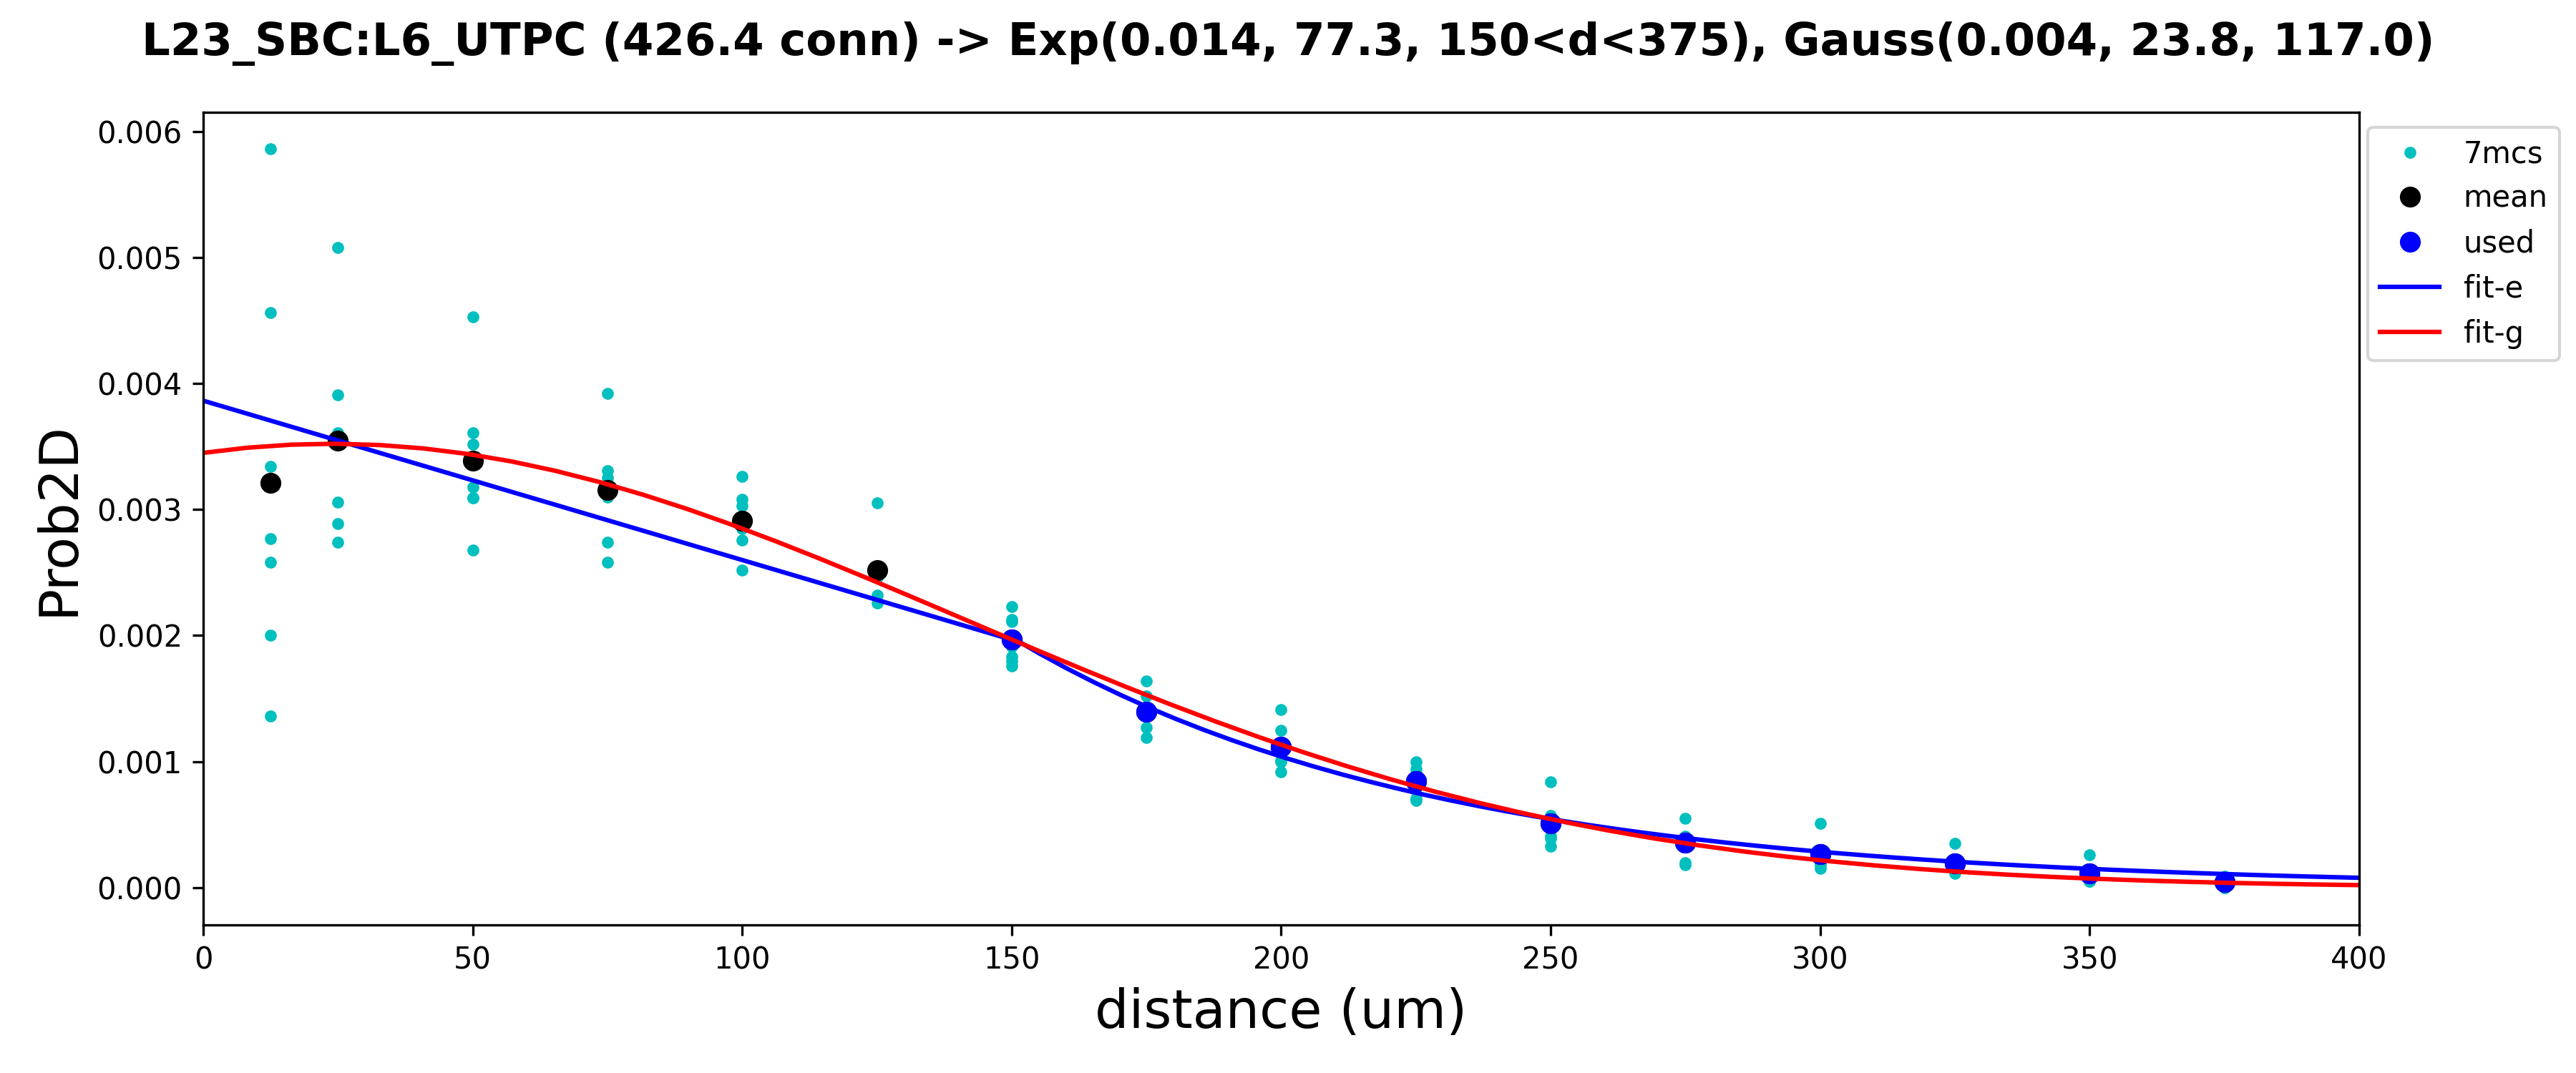 L23_SBC:L6_UTPC (426.4 conn) -> Exp(0.014, 77.3, 150<d<375), Gauss(0.004, 23.8, 117.0)
0.006
0.005
0.004
0.003
0.002
0.001
0.000
Prob2D
0 50 100 150 200 250 300 350 400
distance (um)
7mcs
mean
used
fit-e
fit-g